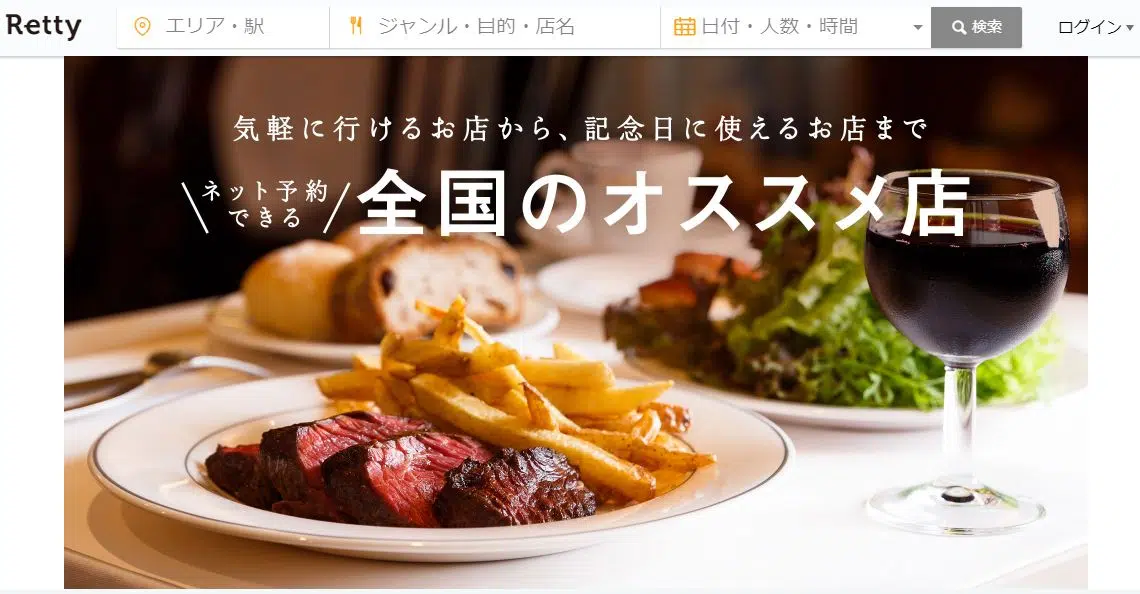 Retty
エリア・駅
ジャンル・目的・店名
日付・人数・時間
検索
ログイン
気軽に行けるお店から、記念日に使えるお店まで
ネット予約
できる
全国のオススメ店